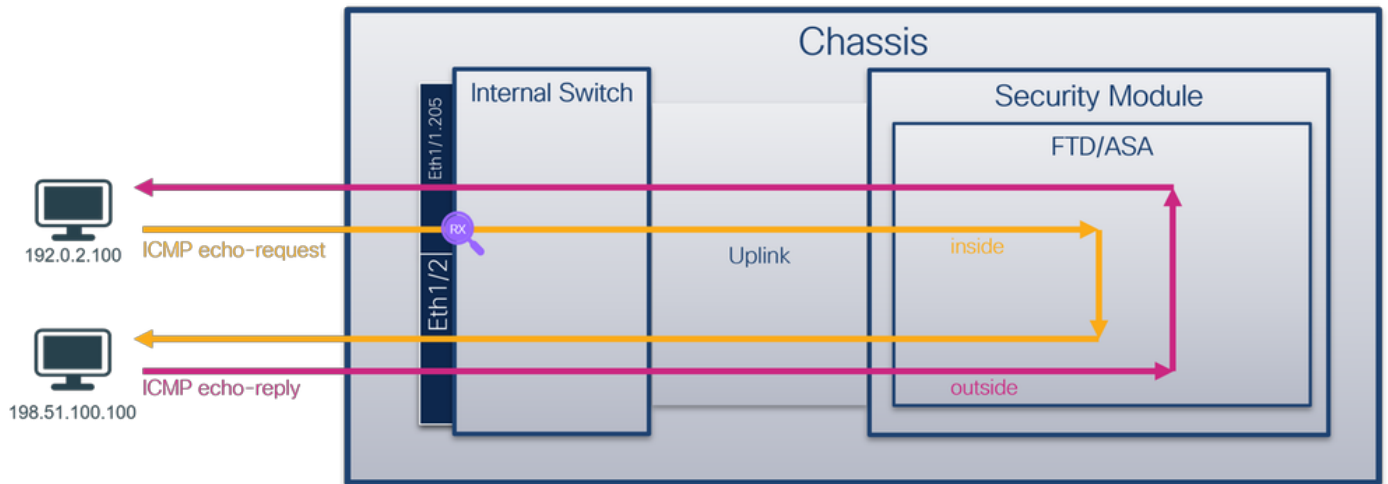 Chassis
Internal Switch
Security Module
FTD/ASA
Eth1/1.205
RX
192.0.2.100
ICMP echo-request
Uplink
inside
Eth1/2
198.51.100.100
ICMP echo-reply
outside